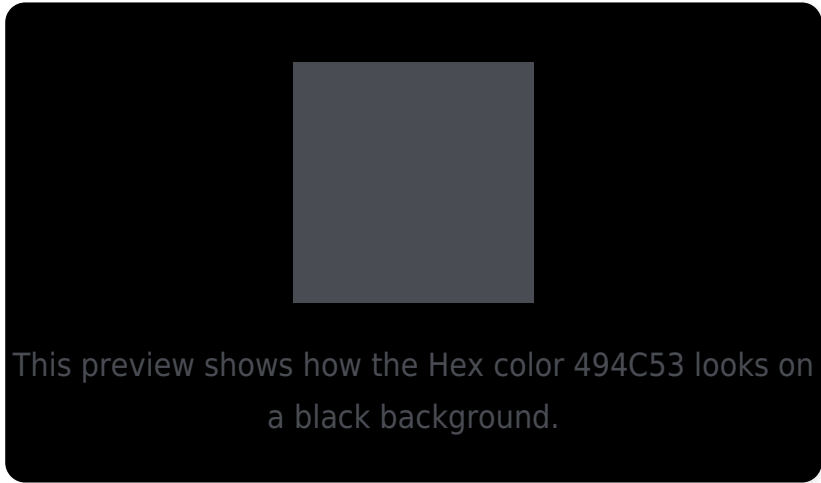 This preview shows how the Hex color 494C53 looks on
a black background.